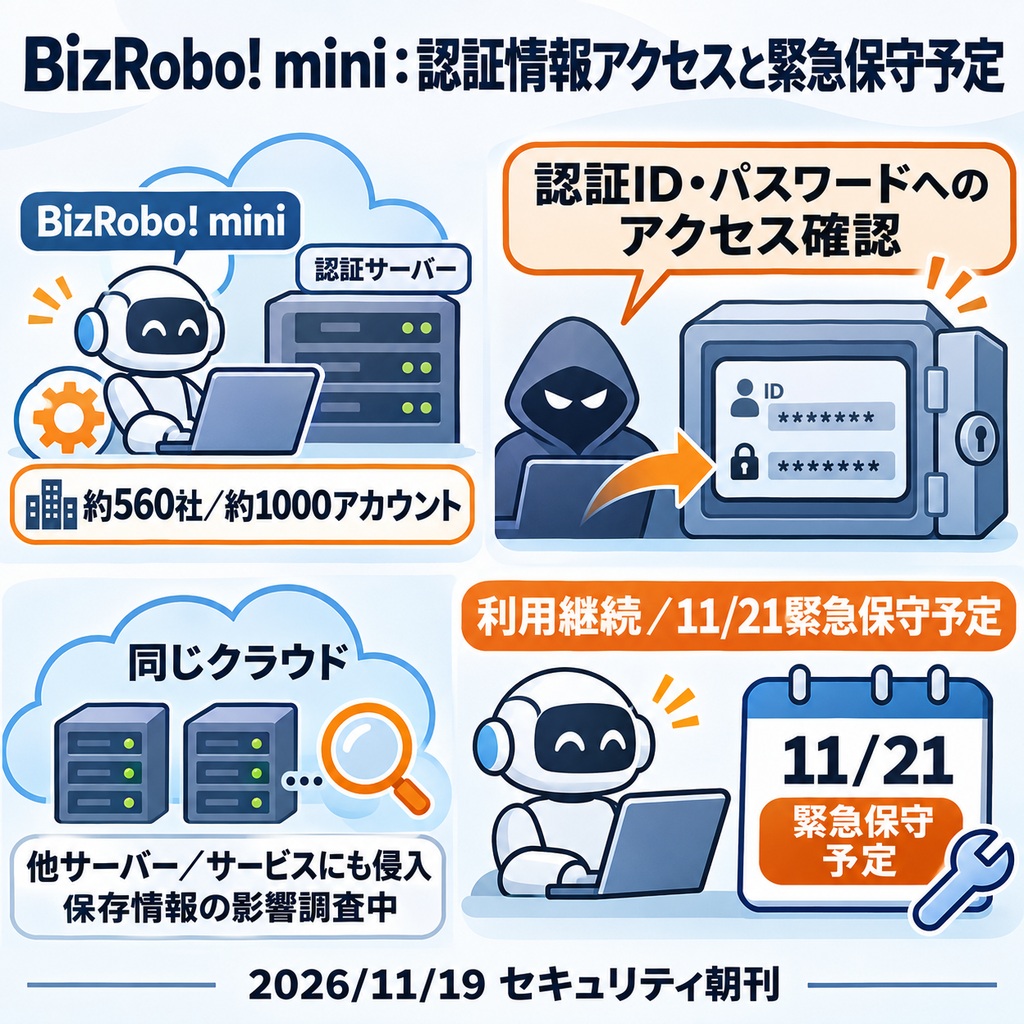 BizRobo! mini：認証情報アクセスと緊急保守予定
BizRobo! mini
認証サーバー
約560社／約1000アカウント
認証ID・パスワードへの
アクセス確認
ID
*******
*******
同じクラウド
他サーバー／サービスにも侵入
保存情報の影響調査中
利用継続／11/21緊急保守予定
11/21
緊急保守
予定
2026/11/19 セキュリティ朝刊